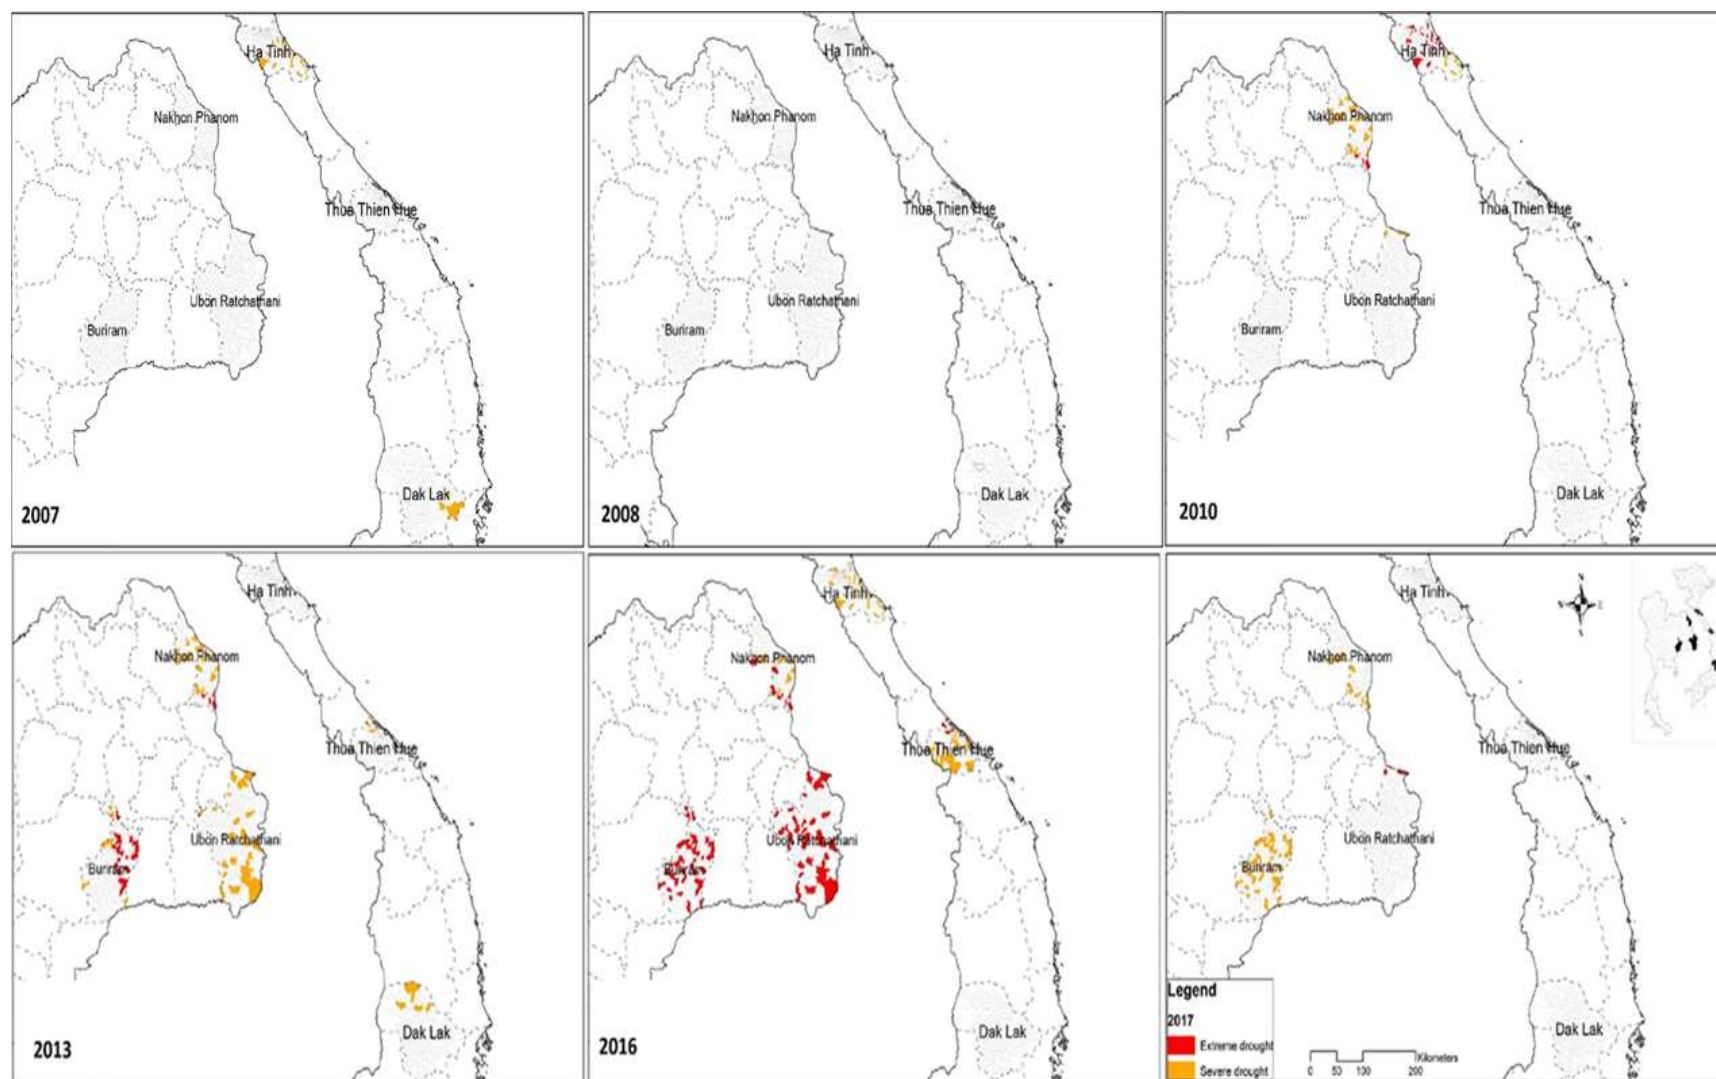 Ha Tinh
Nakhon Phanom
Thua Thien Hue
Ubon Ratchathani
Buriram
Dak Lak
2007
Ha Tinh
Nakhon Phanom
Thua Thien Hue
Ubon Ratchathani
Buriram
Dak Lak
2008
Ha Tinh
Nakhon Phanom
Thua Thien Hue
Ubon Ratchathani
Buriram
Dak Lak
2010
Ha Tinh
Nakhon Phanom
Thua Thien Hue
Ubon Ratchathani
Buriram
Dak Lak
2013
Ha Tinh
Nakhon Phanom
Thua Thien Hue
Ubon Ratchathani
Buriram
Dak Lak
2016
Ha Tinh
N
W E
S
Nakhon Phanom
Thua Thien Hue
Ubon Ratchathani
Buriram
Legend
2017
Extreme drought
Severe drought
Kilometers
0 50 100 200
Dak Lak